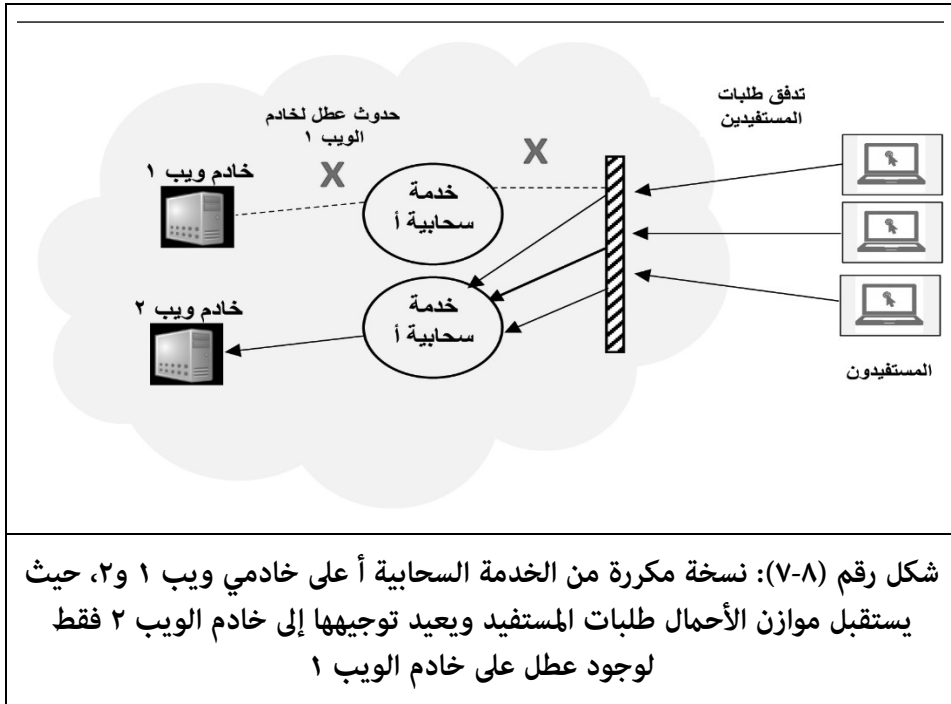 تدفق طلبات
المستفيدين
حدوث عطل لخادم
الويب ١
X
X
خادم ويب ١
خدمة
سحابية أ
خادم ويب ٢
خدمة
سحابية أ
المستفيدون
شكل رقم (٨-٧): نسخة مكررة من الخدمة السحابية أ على خادمي ويب ١ و٢، حيث
يستقبل موازن الأحمال طلبات المستفيد ويعيد توجيهها إلى خادم الويب ٢ فقط
لوجود عطل على خادم الويب ١